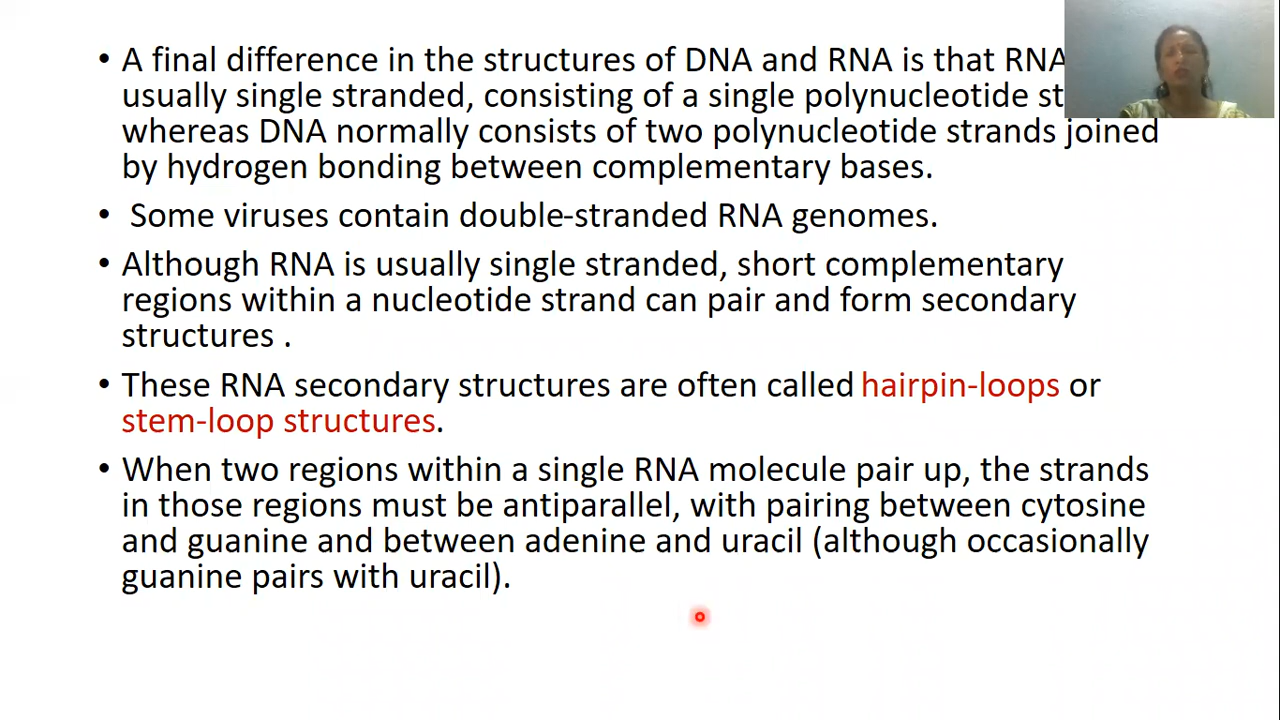 • A final difference in the structures of DNA and RNA is that RNA
usually single stranded, consisting of a single polynucleotide
whereas DNA normally consists of two polynucleotide strands joined
by hydrogen bonding between complementary bases.
• Some viruses contain double-stranded RNA genomes.
• Although RNA is usually single stranded, short complementary
regions within a nucleotide strand can pair and form secondary
structures .
• These RNA secondary structures are often called hairpin-loops or
stem-loop structures.
• When two regions within a single RNA molecule pair up, the strands
in those regions must be antiparallel, with pairing between cytosine
and guanine and between adenine and uracil (although occasionally
guanine pairs with uracil).